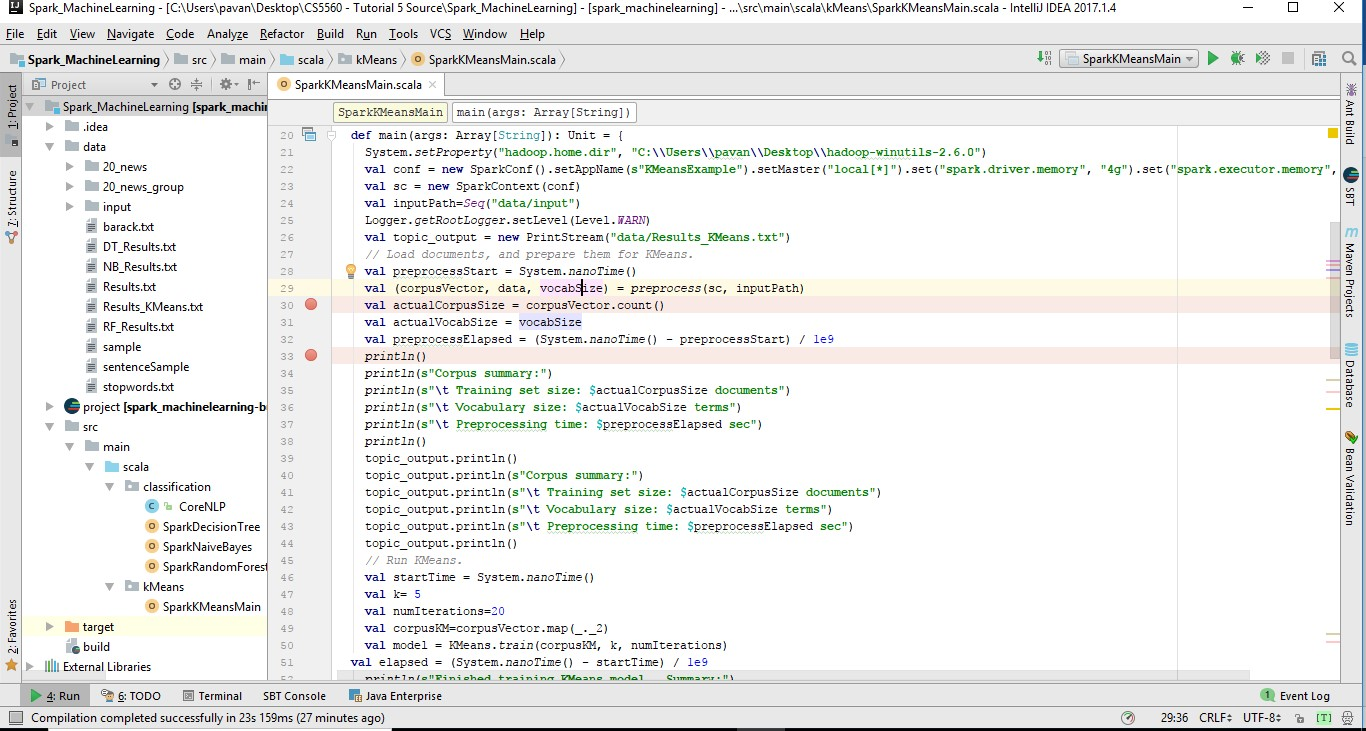 Spark_MachineLearning - [C:\Users\pavan\Desktop\CS5560 - Tutorial 5 Source\Spark_MachineLearning] - [spark_machinelearning] - ...\src\main\scala\kMeans\SparkKMeansMain.scala - IntelliJ IDEA 2017.1.4
File Edit View Navigate Code Analyze Refactor Build Run Tools VCS Window Help
Spark_MachineLearning src main scala kMeans SparkKMeansMain.scala SparkKMeansMain
Project SparkKMeansMain.scala
SparkKMeansMain main(args: Array[String])
1: Project
7: Structure
2: Favorites
Spark_MachineLearning [spark_machin
.idea
data
20_news
20_news_group
input
barack.txt
DT_Results.txt
NB_Results.txt
Results.txt
Results_KMeans.txt
RF_Results.txt
sample
sentenceSample
stopwords.txt
project [spark_machinelearning-b
src
main
scala
classification
CoreNLP
SparkDecisionTree
SparkNaiveBayes
SparkRandomForest
kMeans
SparkKMeansMain
target
build
External Libraries
20 def main(args: Array[String]): Unit = {
21 System.setProperty("hadoop.home.dir", "C:\\Users\\pavan\\Desktop\\hadoop-winutils-2.6.0")
22 val conf = new SparkConf().setAppName(s"KMeansExample").setMaster("local[*]").set("spark.driver.memory", "4g").set("spark.executor.memory",
23 val sc = new SparkContext(conf)
24 val inputPath=Seq("data/input")
25 Logger.getRootLogger.setLevel(Level.WARN)
26 val topic_output = new PrintStream("data/Results_KMeans.txt")
27 // Load documents, and prepare them for KMeans.
28 val preprocessStart = System.nanoTime()
29 val (corpusVector, data, vocabSize) = preprocess(sc, inputPath)
30 val actualCorpusSize = corpusVector.count()
31 val actualVocabSize = vocabSize
32 val preprocessElapsed = (System.nanoTime() - preprocessStart) / 1e9
33 println()
34 println(s"Corpus summary:")
35 println(s"\t Training set size: $actualCorpusSize documents")
36 println(s"\t Vocabulary size: $actualVocabSize terms")
37 println(s"\t Preprocessing time: $preprocessElapsed sec")
38 println()
39 topic_output.println()
40 topic_output.println(s"Corpus summary:")
41 topic_output.println(s"\t Training set size: $actualCorpusSize documents")
42 topic_output.println(s"\t Vocabulary size: $actualVocabSize terms")
43 topic_output.println(s"\t Preprocessing time: $preprocessElapsed sec")
44 topic_output.println()
45 // Run KMeans.
46 val startTime = System.nanoTime()
47 val k= 5
48 val numIterations=20
49 val corpusKM=corpusVector.map(_._2)
50 val model = KMeans.train(corpusKM, k, numIterations)
51 val elapsed = (System.nanoTime() - startTime) / 1e9
println(s"Finished training KMeans model. Summary:")
Ant Build
SBT
Maven Projects
Database
Bean Validation
4: Run 6: TODO Terminal SBT Console Java Enterprise 1 Event Log
Compilation completed successfully in 23s 159ms (27 minutes ago) 29:36 CRLF UTF-8 [T]